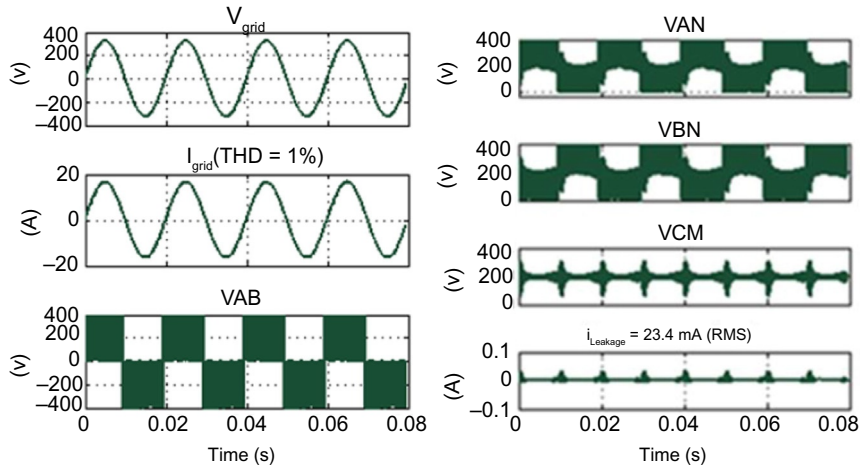 V_grid
400
200
0
−200
−400
(v)
I_grid(THD = 1%)
20
0
−20
(A)
VAB
400
200
0
−200
−400
(v)
0 0.02 0.04 0.06 0.08
Time (s)
VAN
400
200
0
(v)
VBN
400
200
0
(v)
VCM
400
200
0
(v)
i_Leakage = 23.4 mA (RMS)
0.1
0
−0.1
(A)
0 0.02 0.04 0.06 0.08
Time (s)